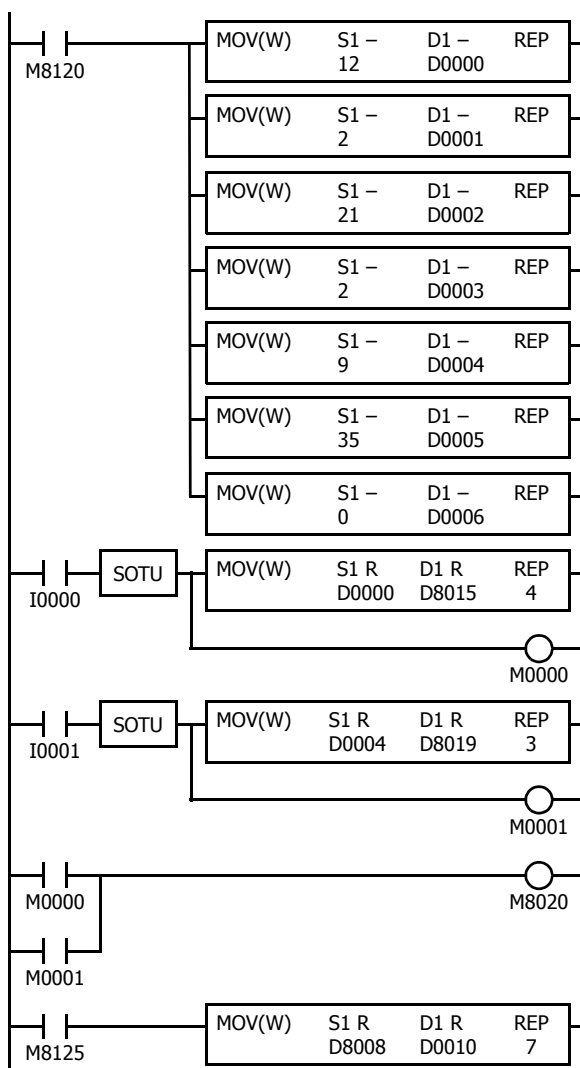 MOV(W) S1 – D1 – REP
12 D0000
M8120
MOV(W) S1 – D1 – REP
2 D0001
MOV(W) S1 – D1 – REP
21 D0002
MOV(W) S1 – D1 – REP
2 D0003
MOV(W) S1 – D1 – REP
9 D0004
MOV(W) S1 – D1 – REP
35 D0005
MOV(W) S1 – D1 – REP
0 D0006
SOTU MOV(W) S1 R D1 R REP
I0000 D0000 D8015 4
M0000
SOTU MOV(W) S1 R D1 R REP
I0001 D0004 D8019 3
M0001
M0000 M8020
M0001
MOV(W) S1 R D1 R REP
M8125 D8008 D0010 7